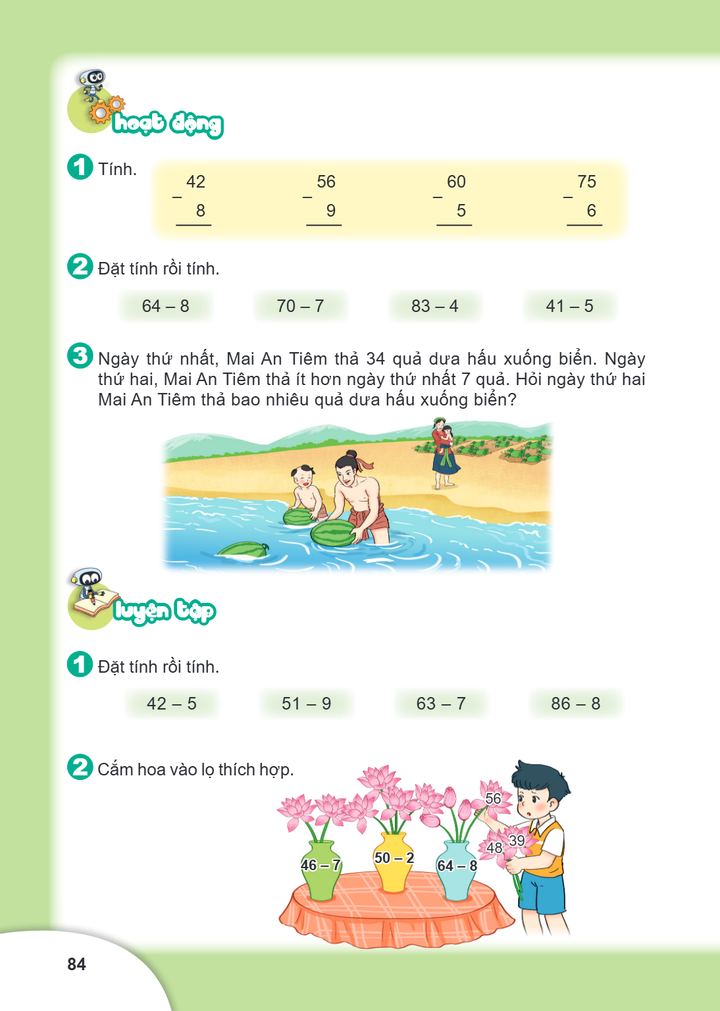 hoạt động
1 Tính.
42 56 60 75
– – – –
8 9 5 6
2 Đặt tính rồi tính.
64 – 8 70 – 7 83 – 4 41 – 5
3 Ngày thứ nhất, Mai An Tiêm thả 34 quả dưa hấu xuống biển. Ngày
thứ hai, Mai An Tiêm thả ít hơn ngày thứ nhất 7 quả. Hỏi ngày thứ hai
Mai An Tiêm thả bao nhiêu quả dưa hấu xuống biển?
luyện tập
1 Đặt tính rồi tính.
42 – 5 51 – 9 63 – 7 86 – 8
2 Cắm hoa vào lọ thích hợp.
56
48 39
46 – 7 50 – 2 64 – 8
84